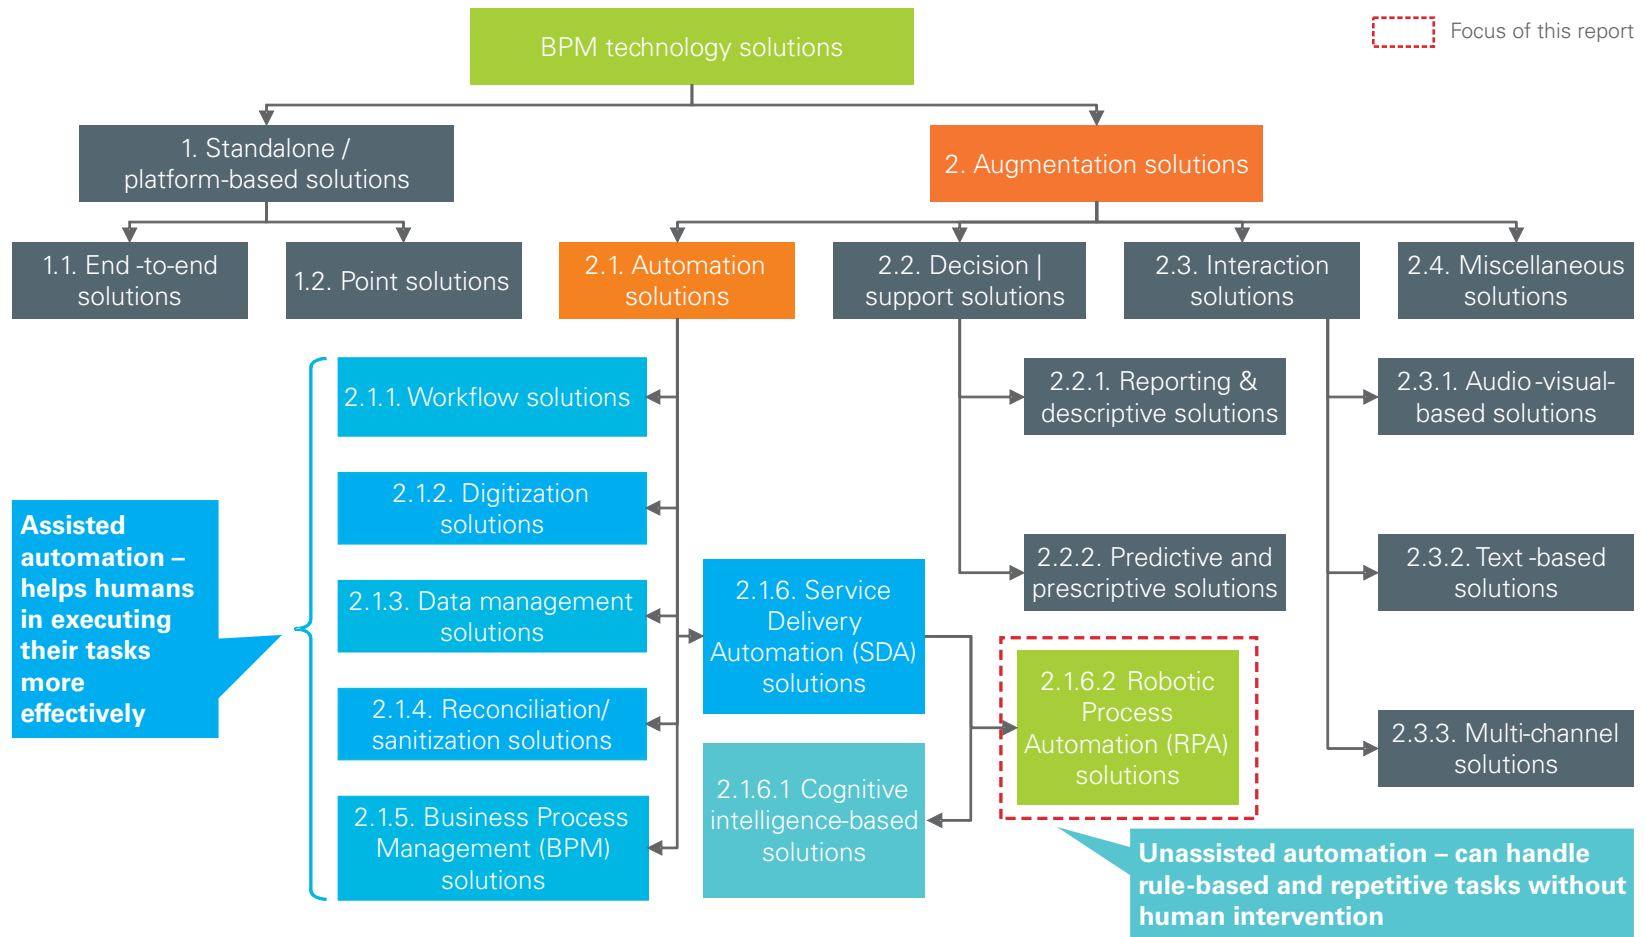 BPM technology solutions
Focus of this report
1. Standalone /
platform-based solutions
2. Augmentation solutions
1.1. End -to-end
solutions
1.2. Point solutions
2.1. Automation
solutions
2.2. Decision |
support solutions
2.3. Interaction
solutions
2.4. Miscellaneous
solutions
2.1.1. Workflow solutions
2.1.2. Digitization
solutions
2.1.3. Data management
solutions
2.1.4. Reconciliation/
sanitization solutions
2.1.5. Business Process
Management (BPM)
solutions
Assisted
automation –
helps humans
in executing
their tasks
more
effectively
2.1.6. Service
Delivery
Automation (SDA)
solutions
2.1.6.1 Cognitive
intelligence-based
solutions
2.1.6.2 Robotic
Process
Automation (RPA)
solutions
2.2.1. Reporting &
descriptive solutions
2.2.2. Predictive and
prescriptive solutions
2.3.1. Audio -visual-
based solutions
2.3.2. Text -based
solutions
2.3.3. Multi-channel
solutions
Unassisted automation – can handle
rule-based and repetitive tasks without
human intervention